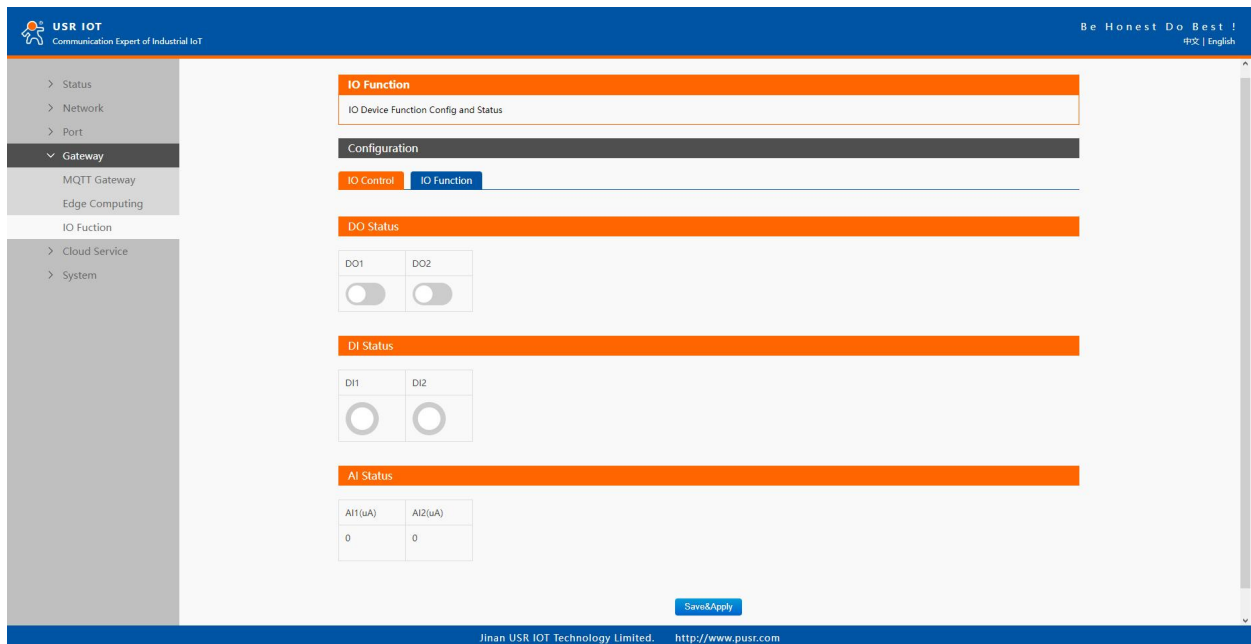 USR IOT
Communication Expert of Industrial IoT
Be Honest Do Best !
中文 | English
Status
Network
Port
Gateway
MQTT Gateway
Edge Computing
IO Fuction
Cloud Service
System
IO Function
IO Device Function Config and Status
Configuration
IO Control IO Function
DO Status
DO1 DO2
DI Status
DI1 DI2
AI Status
AI1(uA) AI2(uA)
0 0
Save&Apply
Jinan USR IOT Technology Limited. http://www.pusr.com